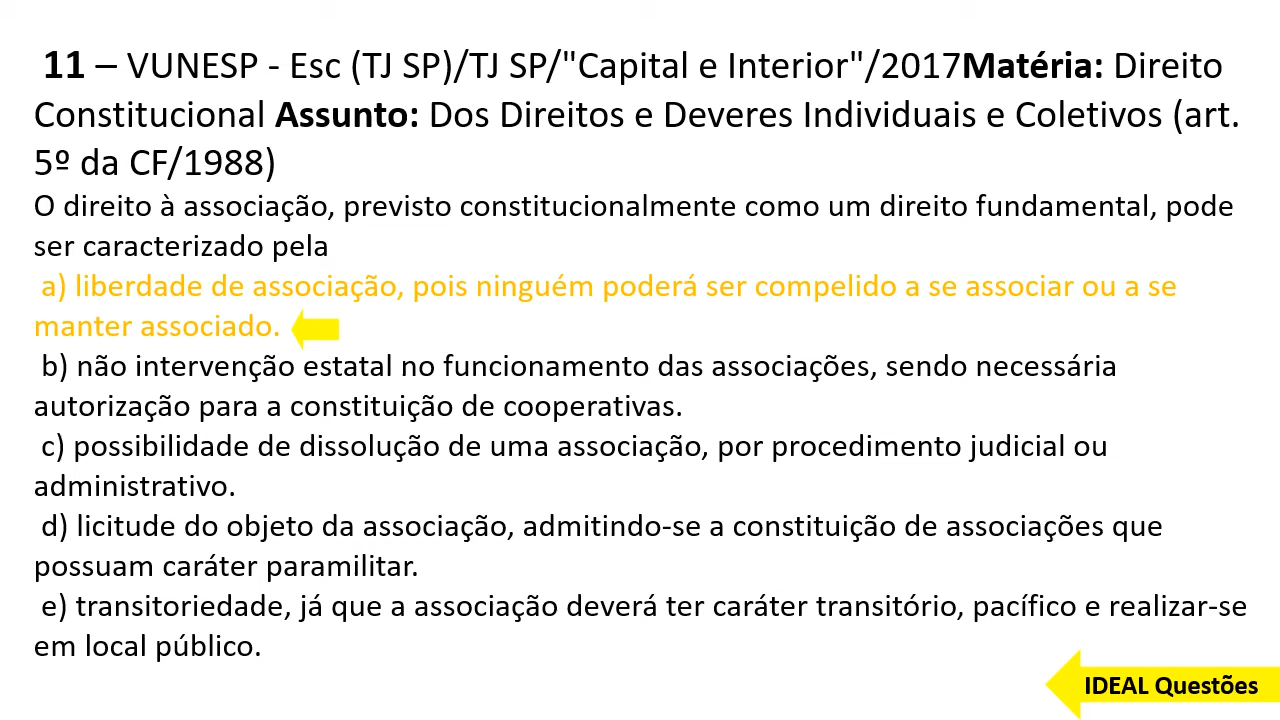 11 – VUNESP - Esc (TJ SP)/TJ SP/"Capital e Interior"/2017Matéria: Direito
Constitucional Assunto: Dos Direitos e Deveres Individuais e Coletivos (art.
5º da CF/1988)
O direito à associação, previsto constitucionalmente como um direito fundamental, pode
ser caracterizado pela
a) liberdade de associação, pois ninguém poderá ser compelido a se associar ou a se
manter associado.
b) não intervenção estatal no funcionamento das associações, sendo necessária
autorização para a constituição de cooperativas.
c) possibilidade de dissolução de uma associação, por procedimento judicial ou
administrativo.
d) licitude do objeto da associação, admitindo-se a constituição de associações que
possuam caráter paramilitar.
e) transitoriedade, já que a associação deverá ter caráter transitório, pacífico e realizar-se
em local público.
IDEAL Questões